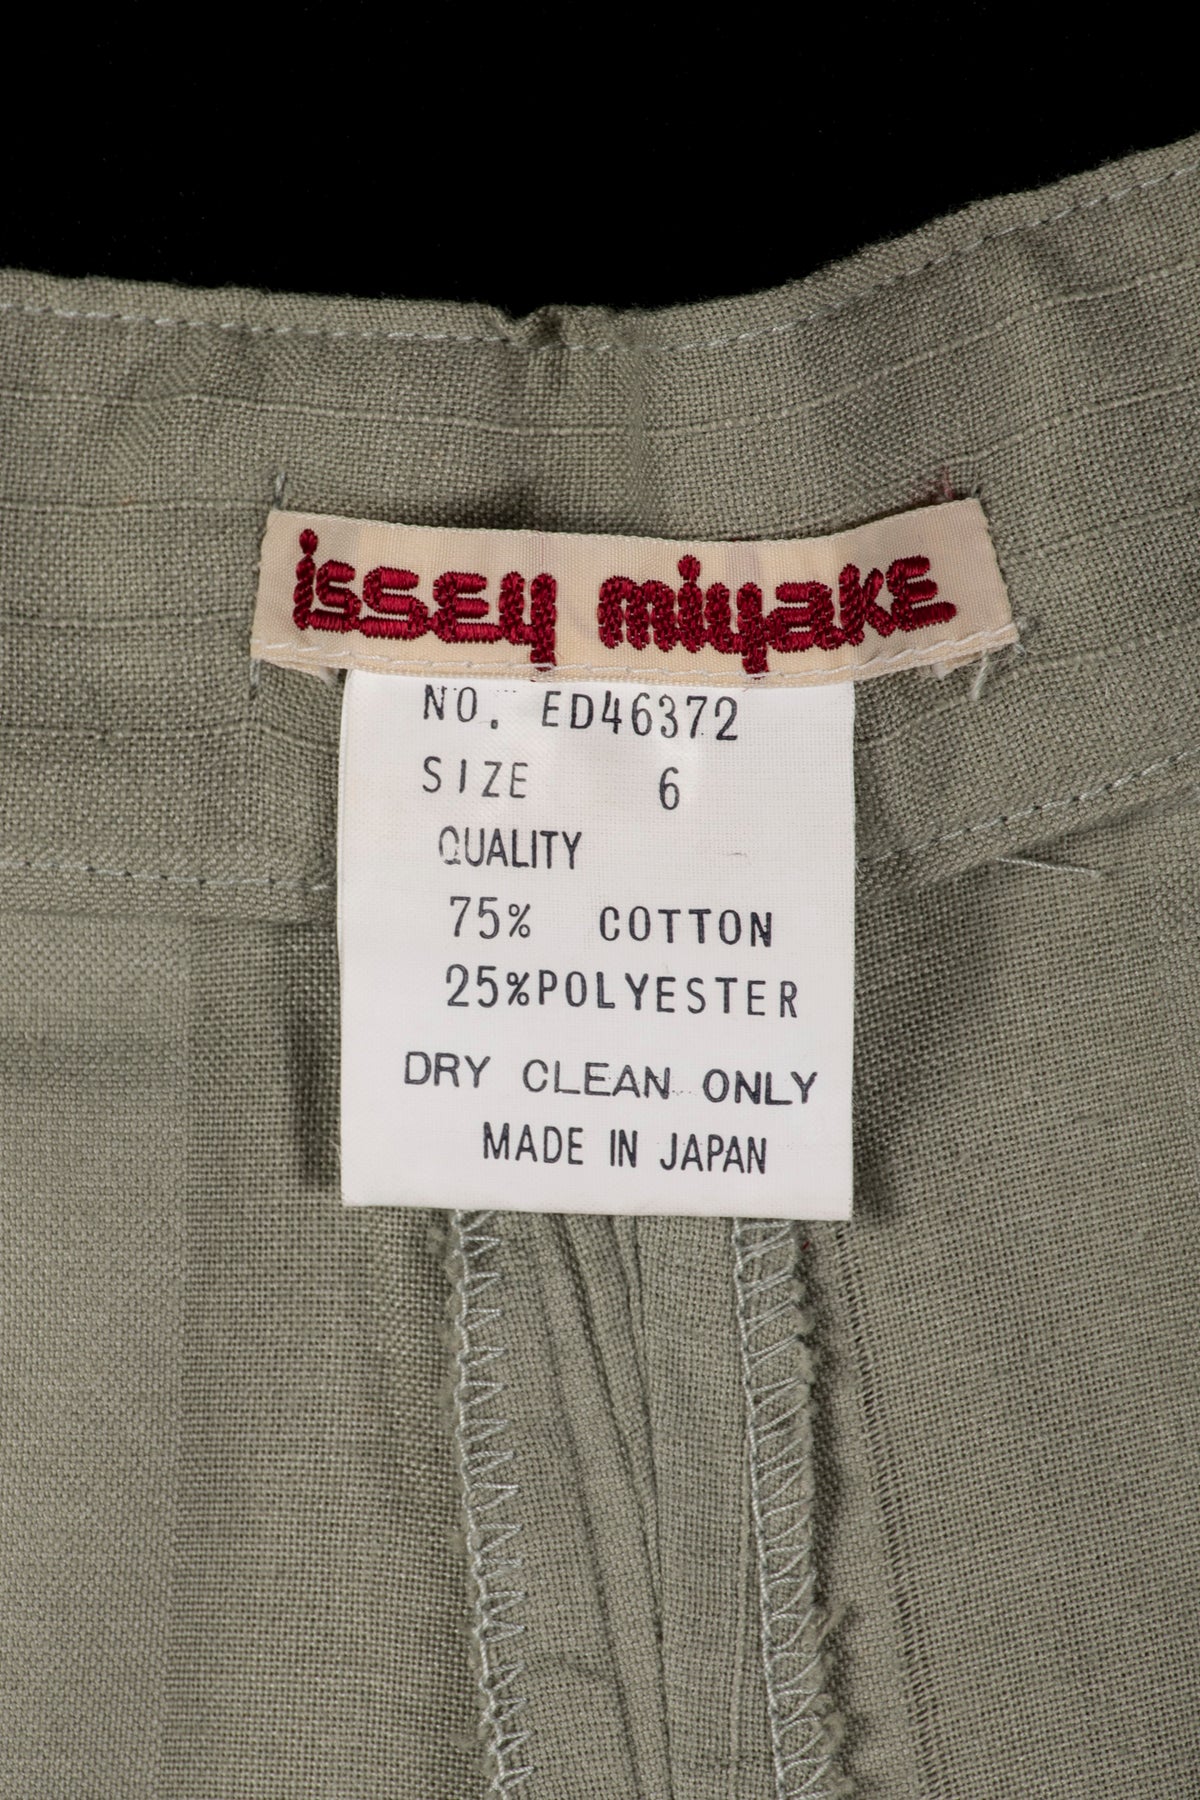 issey miyake
NO. ED46372
SIZE 6
QUALITY
75% COTTON
25%POLYESTER
DRY CLEAN ONLY
MADE IN JAPAN